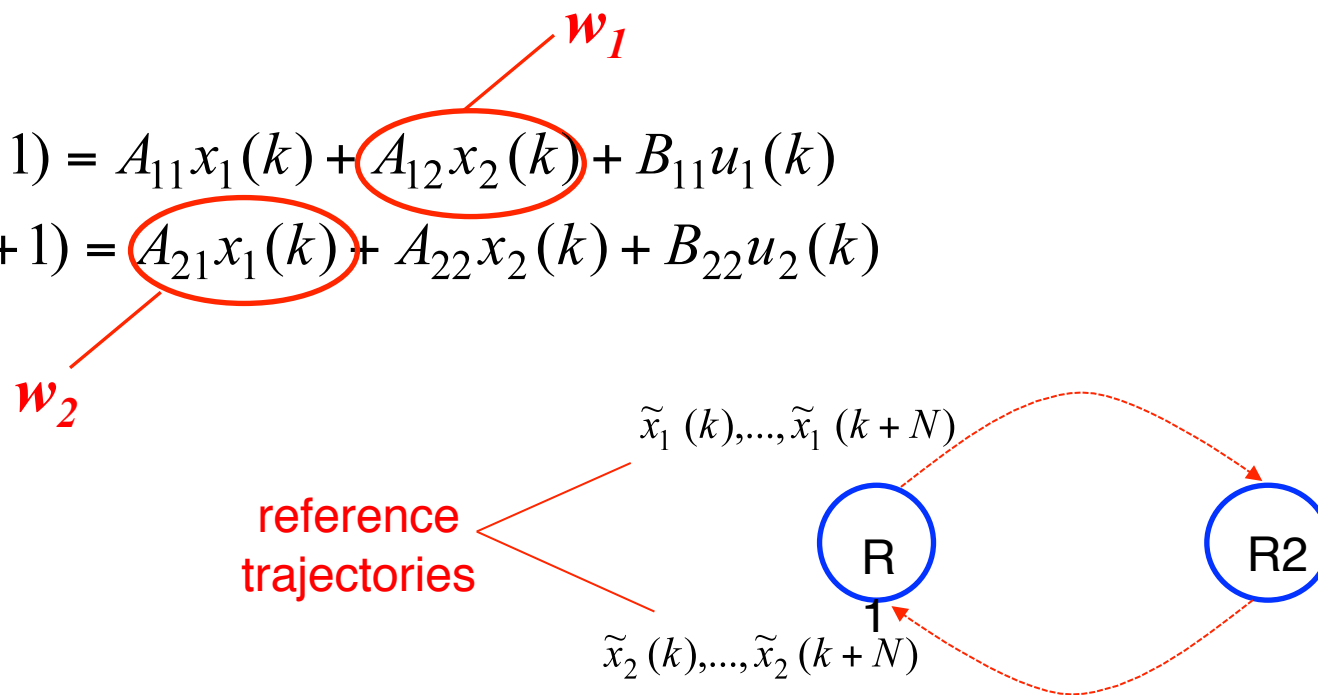 w₁
1) = A₁₁x₁(k) + A₁₂x₂(k) + B₁₁u₁(k)
+1) = A₂₁x₁(k) + A₂₂x₂(k) + B₂₂u₂(k)
w₂
x̃₁ (k),..., x̃₁ (k + N)
reference
trajectories
R
1
R2
x̃₂ (k),..., x̃₂ (k + N)